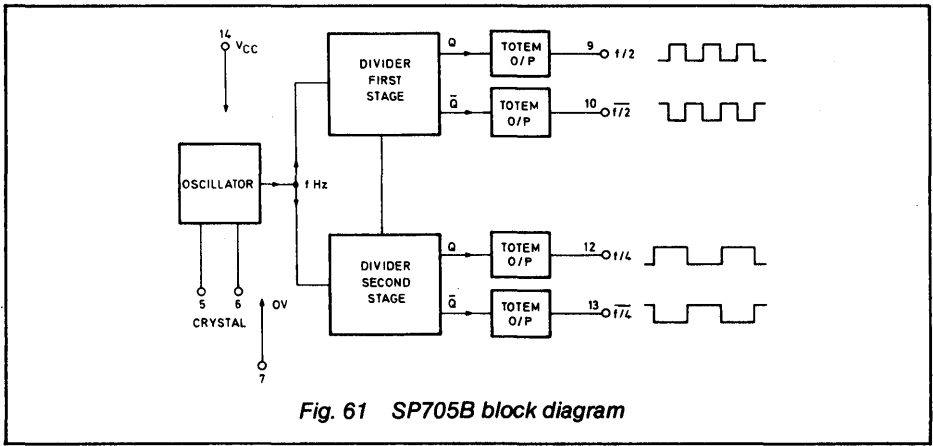 14
VCC
DIVIDER
FIRST
STAGE
Q
TOTEM
O/P
9
f/2
Q̄
TOTEM
O/P
10
f/2
OSCILLATOR
f Hz
5
6
CRYSTAL
0V
7
DIVIDER
SECOND
STAGE
Q
TOTEM
O/P
12
f/4
Q̄
TOTEM
O/P
13
f/4
Fig. 61 SP705B block diagram